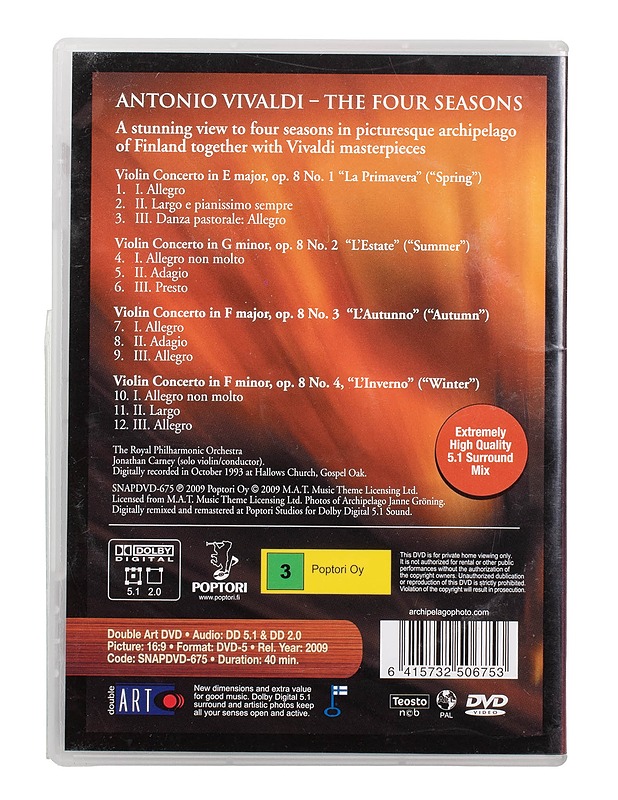 ANTONIO VIVALDI – THE FOUR SEASONS
A stunning view to four seasons in picturesque archipelago
of Finland together with Vivaldi masterpieces
Violin Concerto in E major, op. 8 No. 1 “La Primavera” (“Spring”)
1. I. Allegro
2. II. Largo e pianissimo sempre
3. III. Danza pastorale: Allegro
Violin Concerto in G minor, op. 8 No. 2 “L’Estate” (“Summer”)
4. I. Allegro non molto
5. II. Adagio
6. III. Presto
Violin Concerto in F major, op. 8 No. 3 “L’Autunno” (“Autumn”)
7. I. Allegro
8. II. Adagio
9. III. Allegro
Violin Concerto in F minor, op. 8 No. 4, “L’Inverno” (“Winter”)
10. I. Allegro non molto
11. II. Largo
12. III. Allegro
Extremely
High Quality
5.1 Surround
Mix
The Royal Philharmonic Orchestra
Jonathan Carney (solo violin/conductor).
Digitally recorded in October 1993 at Hallows Church, Gospel Oak.
SNAPDVD-675 ℗ 2009 Poptori Oy © 2009 M.A.T. Music Theme Licensing Ltd.
Licensed from M.A.T. Music Theme Licensing Ltd. Photos of Archipelago Janne Gröning.
Digitally remixed and remastered at Poptori Studios for Dolby Digital 5.1 Sound.
DOLBY
DIGITAL
5.1 2.0
POPTORI
www.poptori.fi
3
Poptori Oy
This DVD is for private home viewing only.
It is not authorized for rental or other public
performances without the authorization of
the copyright owners. Unauthorized dublication
or reproduction of this DVD is strictly prohibited.
Violation of the copyright will result in prosecution.
archipelagophoto.com
Double Art DVD • Audio: DD 5.1 & DD 2.0
Picture: 16:9 • Format: DVD-5 • Rel. Year: 2009
Code: SNAPDVD-675 • Duration: 40 min.
6 415732 506753
double
ART
New dimensions and extra value
for good music. Dolby Digital 5.1
surround and artistic photos keep
all your senses open and active.
Teosto
ncb
PAL
DVD
VIDEO